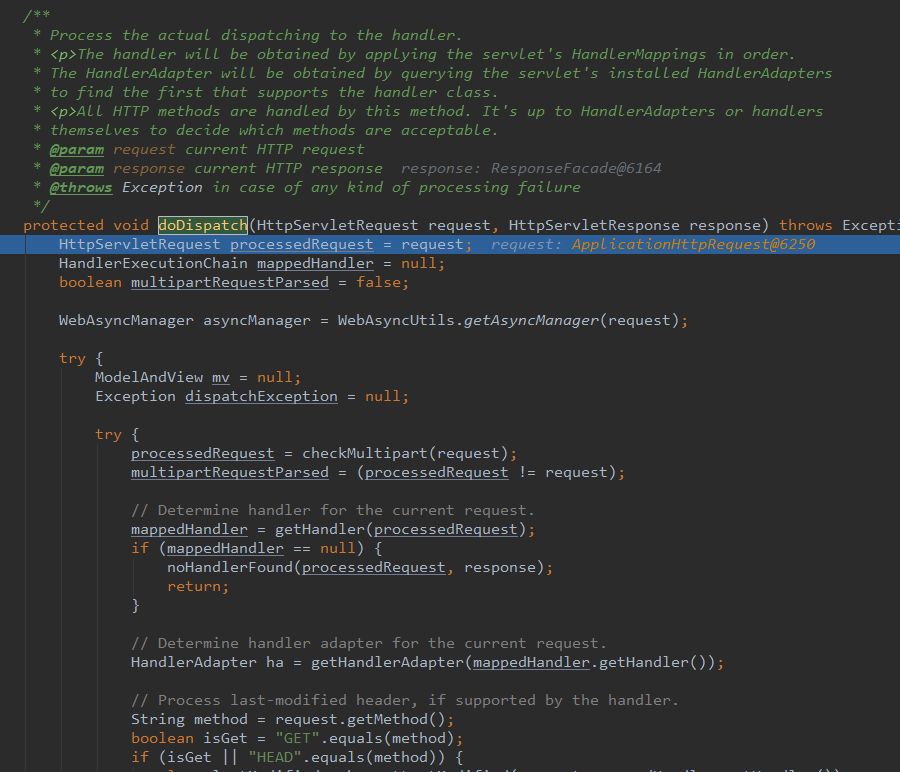 /**
 * Process the actual dispatching to the handler.
 * <p>The handler will be obtained by applying the servlet's HandlerMappings in order.
 * The HandlerAdapter will be obtained by querying the servlet's installed HandlerAdapters
 * to find the first that supports the handler class.
 * <p>All HTTP methods are handled by this method. It's up to HandlerAdapters or handlers
 * themselves to decide which methods are acceptable.
 * @param request current HTTP request
 * @param response current HTTP response  response: ResponseFacade@6164
 * @throws Exception in case of any kind of processing failure
 */
protected void doDispatch(HttpServletRequest request, HttpServletResponse response) throws Excepti
    HttpServletRequest processedRequest = request;  request: ApplicationHttpRequest@6250
    HandlerExecutionChain mappedHandler = null;
    boolean multipartRequestParsed = false;

    WebAsyncManager asyncManager = WebAsyncUtils.getAsyncManager(request);

    try {
        ModelAndView mv = null;
        Exception dispatchException = null;

        try {
            processedRequest = checkMultipart(request);
            multipartRequestParsed = (processedRequest != request);

            // Determine handler for the current request.
            mappedHandler = getHandler(processedRequest);
            if (mappedHandler == null) {
                noHandlerFound(processedRequest, response);
                return;
            }

            // Determine handler adapter for the current request.
            HandlerAdapter ha = getHandlerAdapter(mappedHandler.getHandler());

            // Process last-modified header, if supported by the handler.
            String method = request.getMethod();
            boolean isGet = "GET".equals(method);
            if (isGet || "HEAD".equals(method)) {